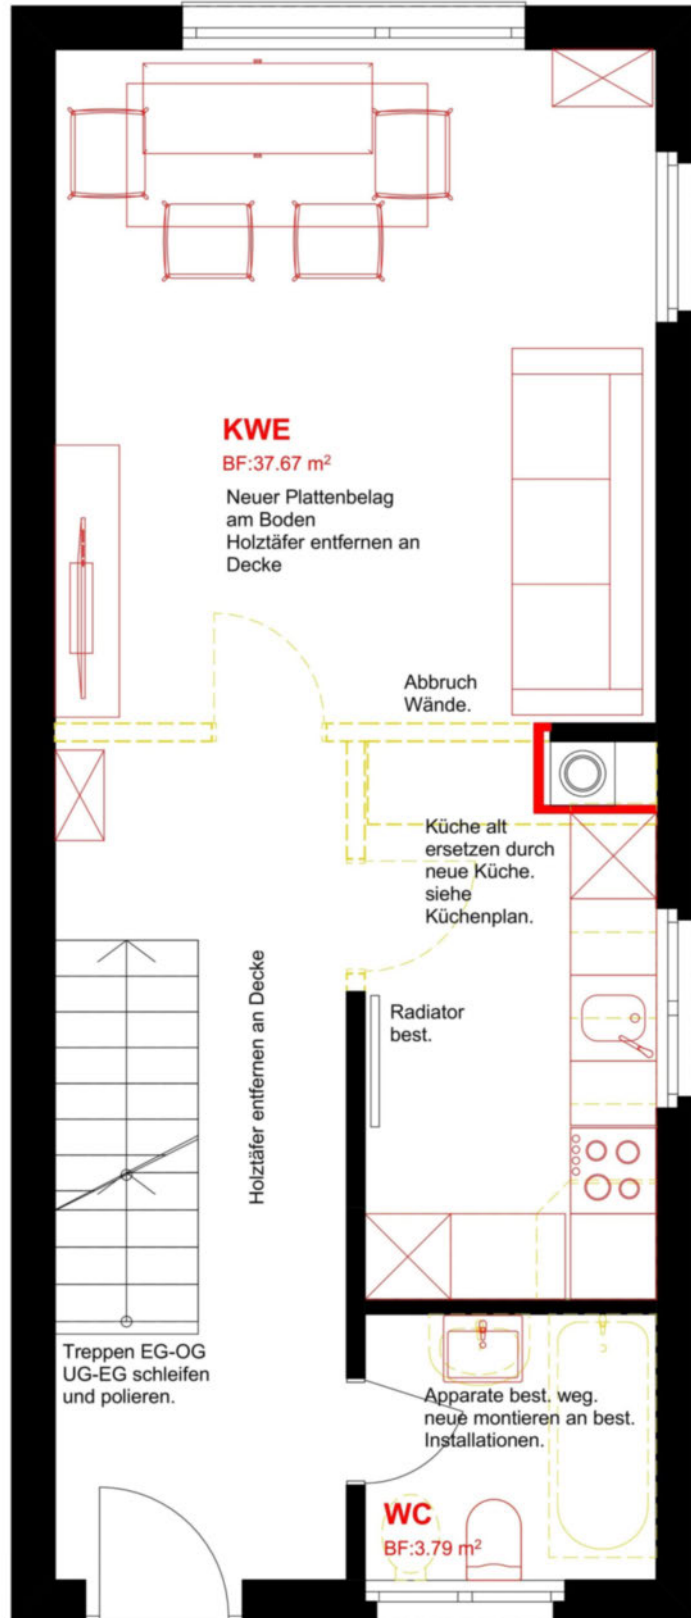 KWE
BF:37.67 m²
Neuer Plattenbelag
am Boden
Holztäfer entfernen an
Decke
Abbruch
Wände.
Küche alt
ersetzen durch
neue Küche.
siehe
Küchenplan.
Holztäfer entfernen an Decke
Radiator
best.
Treppen EG-OG
UG-EG schleifen
und polieren.
Apparate best. weg.
neue montieren an best.
Installationen.
WC
BF:3.79 m²